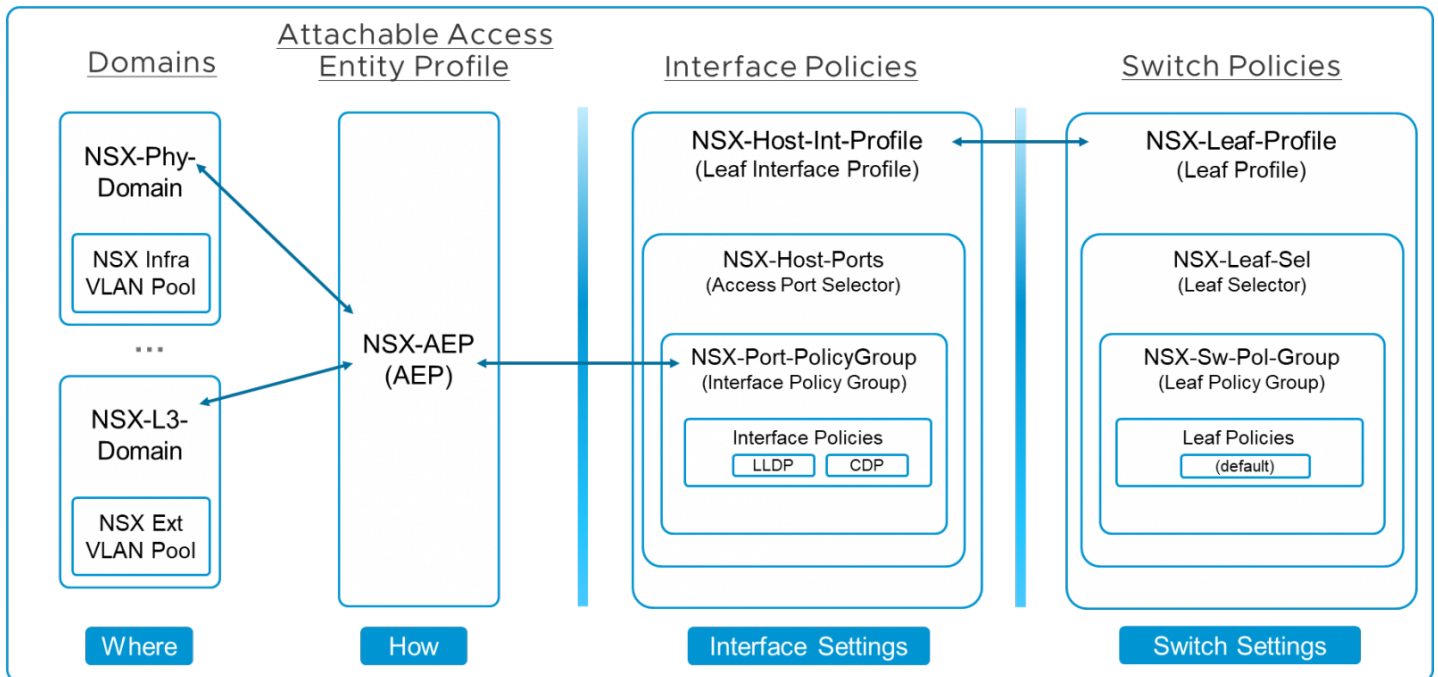 Domains
Attachable Access
Entity Profile
Interface Policies
Switch Policies
NSX-Phy-
Domain
NSX Infra
VLAN Pool
...
NSX-L3-
Domain
NSX Ext
VLAN Pool
NSX-AEP
(AEP)
NSX-Host-Int-Profile
(Leaf Interface Profile)
NSX-Host-Ports
(Access Port Selector)
NSX-Port-PolicyGroup
(Interface Policy Group)
Interface Policies
LLDP
CDP
NSX-Leaf-Profile
(Leaf Profile)
NSX-Leaf-Sel
(Leaf Selector)
NSX-Sw-Pol-Group
(Leaf Policy Group)
Leaf Policies
(default)
Where
How
Interface Settings
Switch Settings